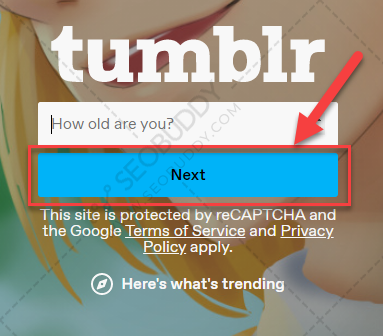 tumblr
How old are you?
SEOBUDDY
SEOBUDDY.COM
Next
This site is protected by reCAPTCHA and
the Google Terms of Service and Privacy
Policy apply.
Here's what's trending